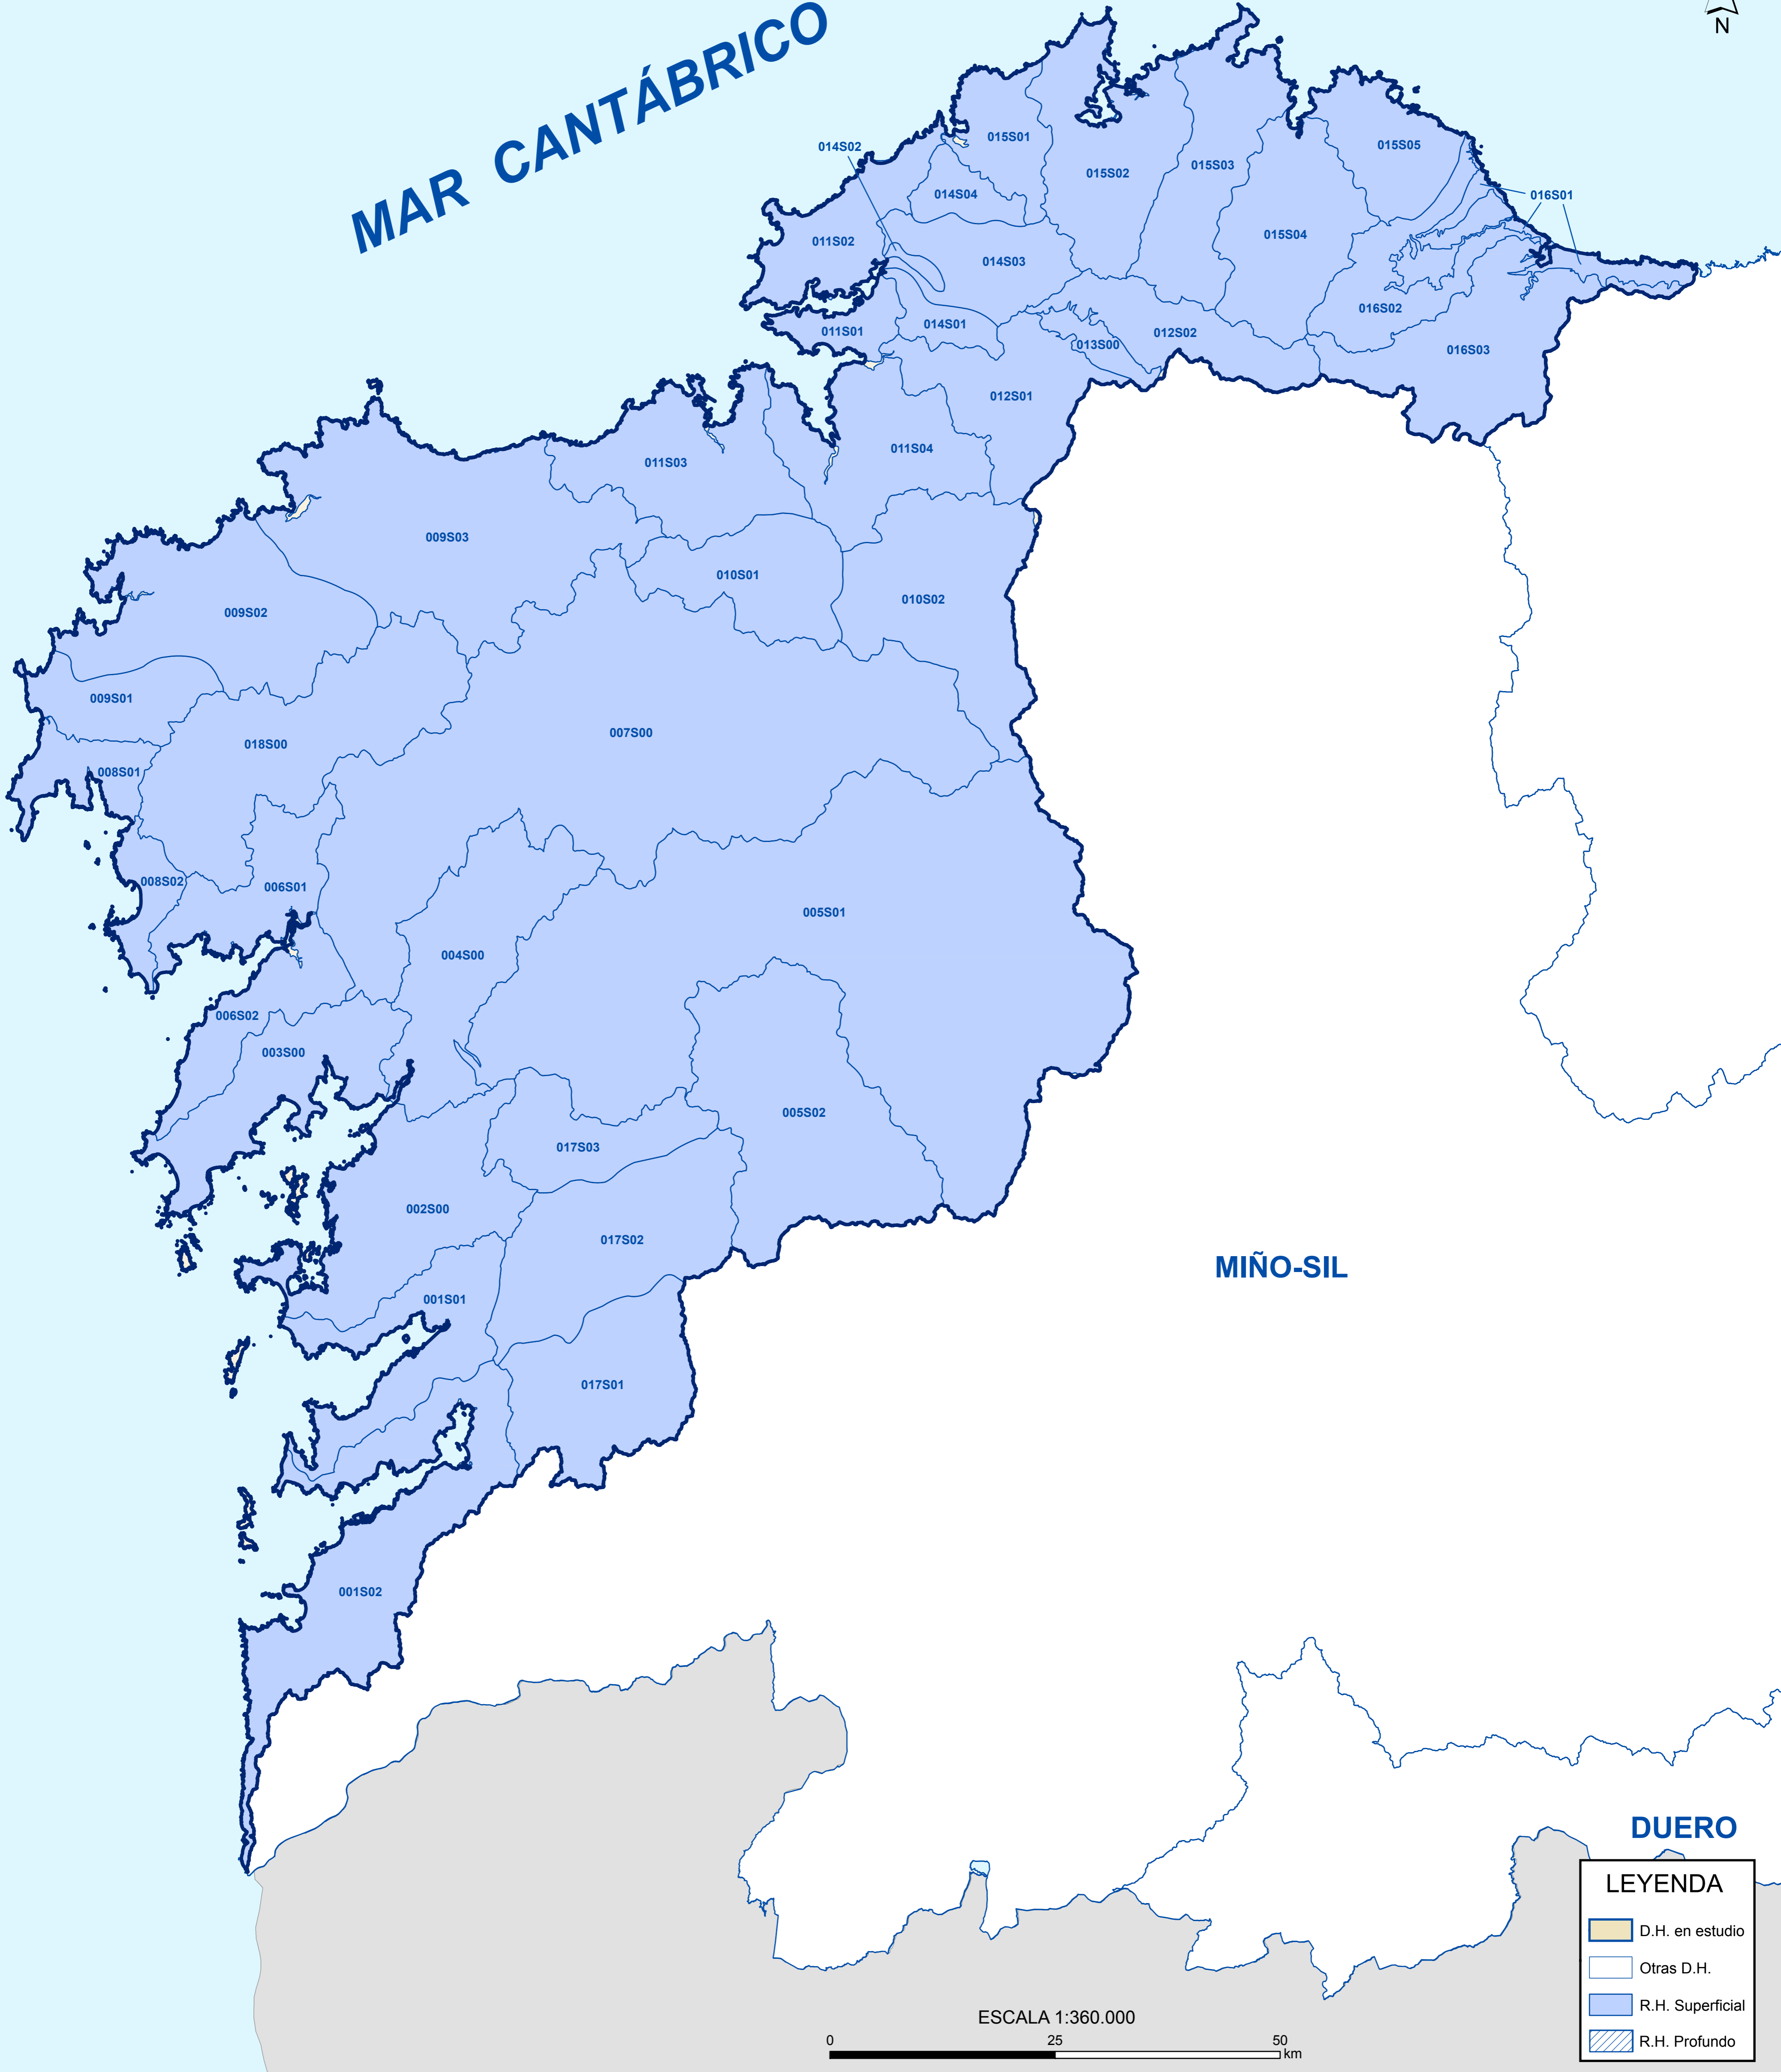 N
MAR CANTÁBRICO
015S01
014S02
015S02
015S03
015S05
014S04
016S01
011S02
015S04
014S03
016S02
011S01
014S01
012S02
013S00
016S03
012S01
011S04
011S03
009S03
010S01
010S02
009S02
009S01
007S00
018S00
008S01
008S02
006S01
005S01
004S00
006S02
003S00
005S02
017S03
002S00
017S02
MIÑO-SIL
001S01
017S01
001S02
DUERO
LEYENDA
D.H. en estudio
Otras D.H.
R.H. Superficial
R.H. Profundo
ESCALA 1:360.000
0 25 50
km